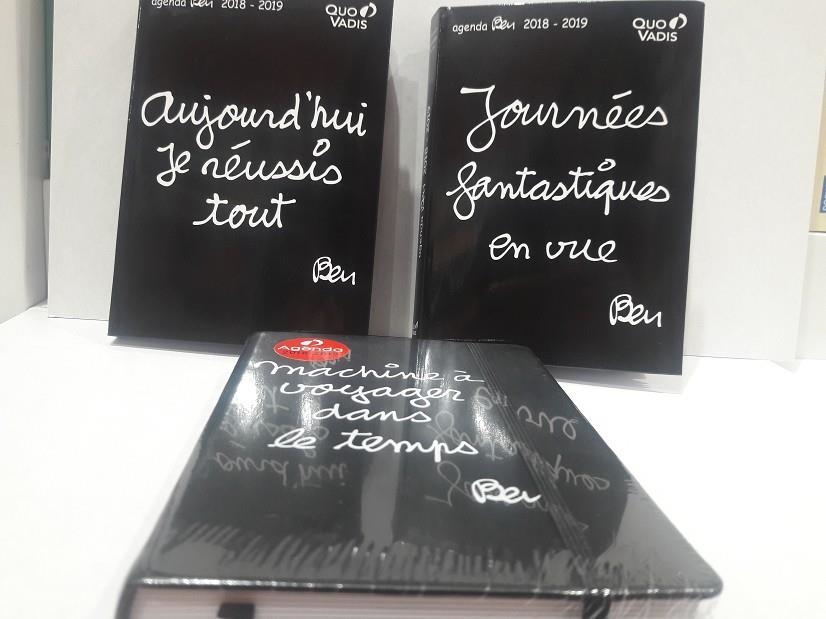 agenda Ben 2018 - 2019
QUO
VADIS
Aujourd'hui
Je réussis
tout
Ben
agenda Ben 2018 - 2019
QUO
VADIS
Journées
fantastiques
en vue
Ben
Agenda
machine à
voyager
dans
le temps
Ben